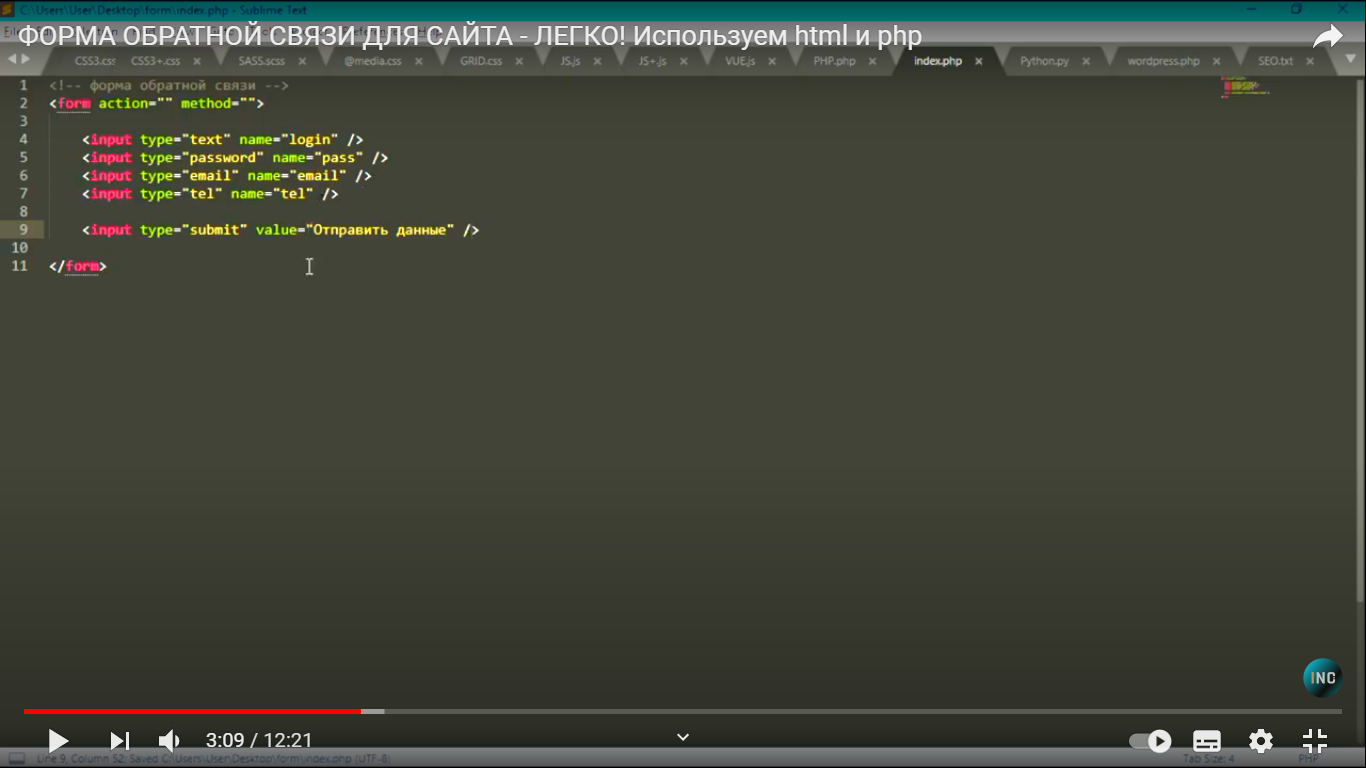 C:\Users\User\Desktop\form\index.php - Sublime Text
ФОРМА ОБРАТНОЙ СВЯЗИ ДЛЯ САЙТА - ЛЕГКО! Используем html и php
CSS3.css CSS3+.css SASS.scss @media.css GRID.css JS.js JS+.js VUE.js PHP.php index.php Python.py wordpress.php SEO.txt
1 <!-- форма обратной связи -->
2 <form action="" method="">
3
4 <input type="text" name="login" />
5 <input type="password" name="pass" />
6 <input type="email" name="email" />
7 <input type="tel" name="tel" />
8
9 <input type="submit" value="Отправить данные" />
10
11 </form>
INC
3:09 / 12:21
Line 9, Column 52; Saved C:\Users\User\Desktop\form\index.php (UTF-8) Tab Size: 4 PHP